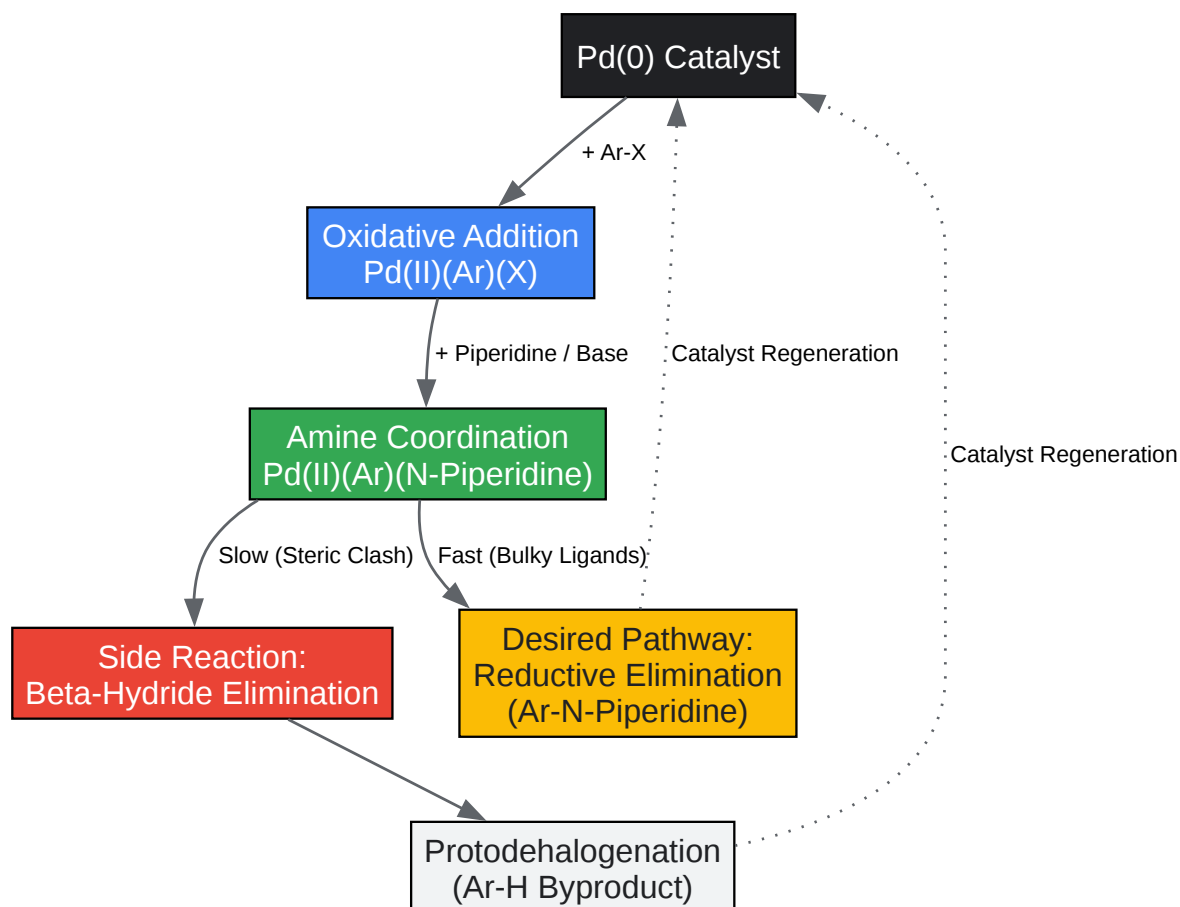 Pd(0) Catalyst
+ Ar-X
Oxidative Addition
Pd(II)(Ar)(X)
+ Piperidine / Base
Catalyst Regeneration
Amine Coordination
Pd(II)(Ar)(N-Piperidine)
Catalyst Regeneration
Slow (Steric Clash)
Fast (Bulky Ligands)
Side Reaction:
Beta-Hydride Elimination
Desired Pathway:
Reductive Elimination
(Ar-N-Piperidine)
Protodehalogenation
(Ar-H Byproduct)